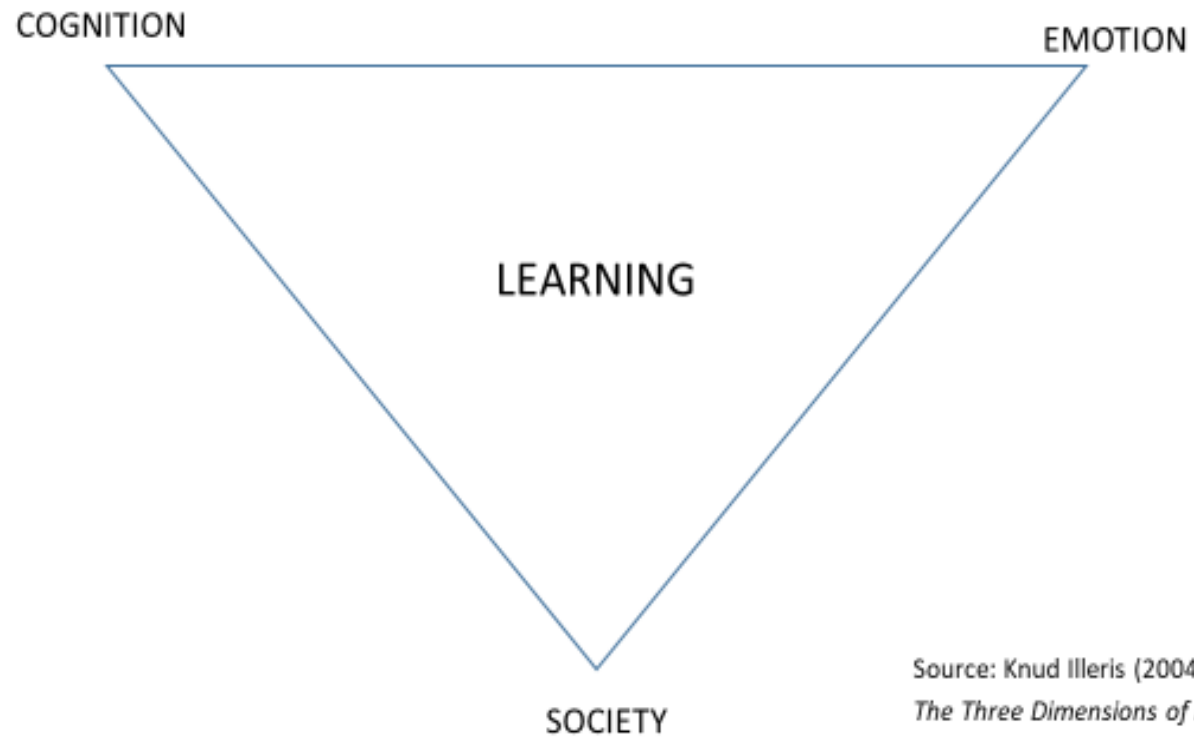 COGNITION
EMOTION
LEARNING
SOCIETY
Source: Knud Illeris (2004
The Three Dimensions of